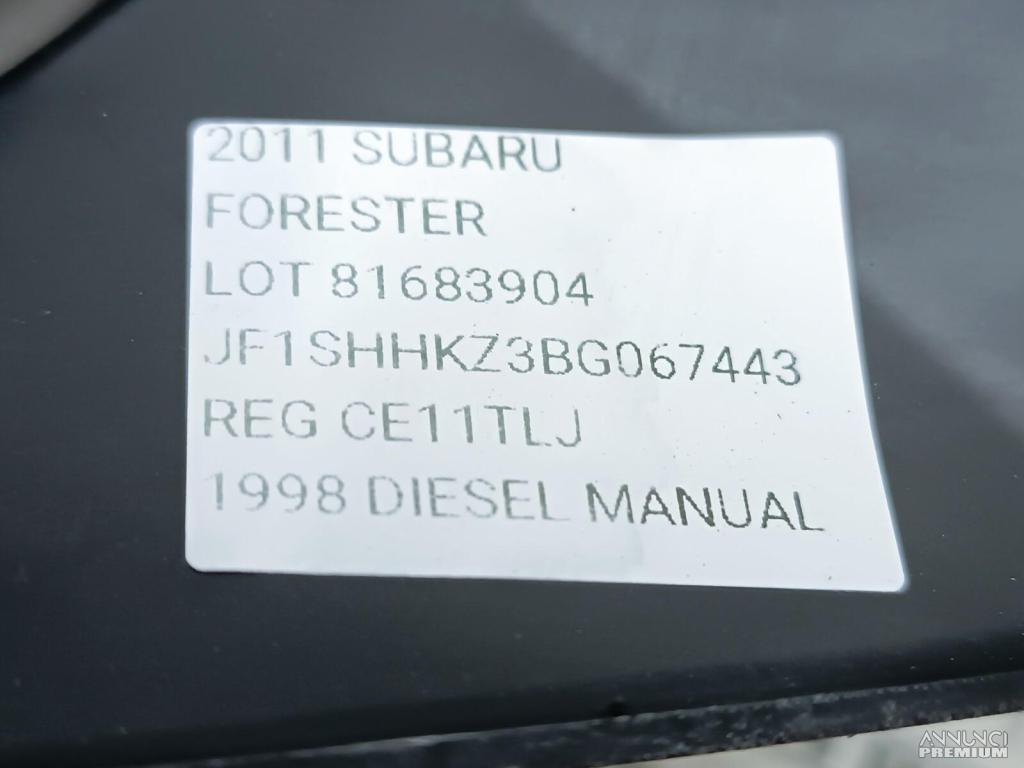 2011 SUBARU
FORESTER
LOT 81683904
JF1SHHKZ3BG067443
REG CE11TLJ
1998 DIESEL MANUAL
ANNUNCI
PREMIUM